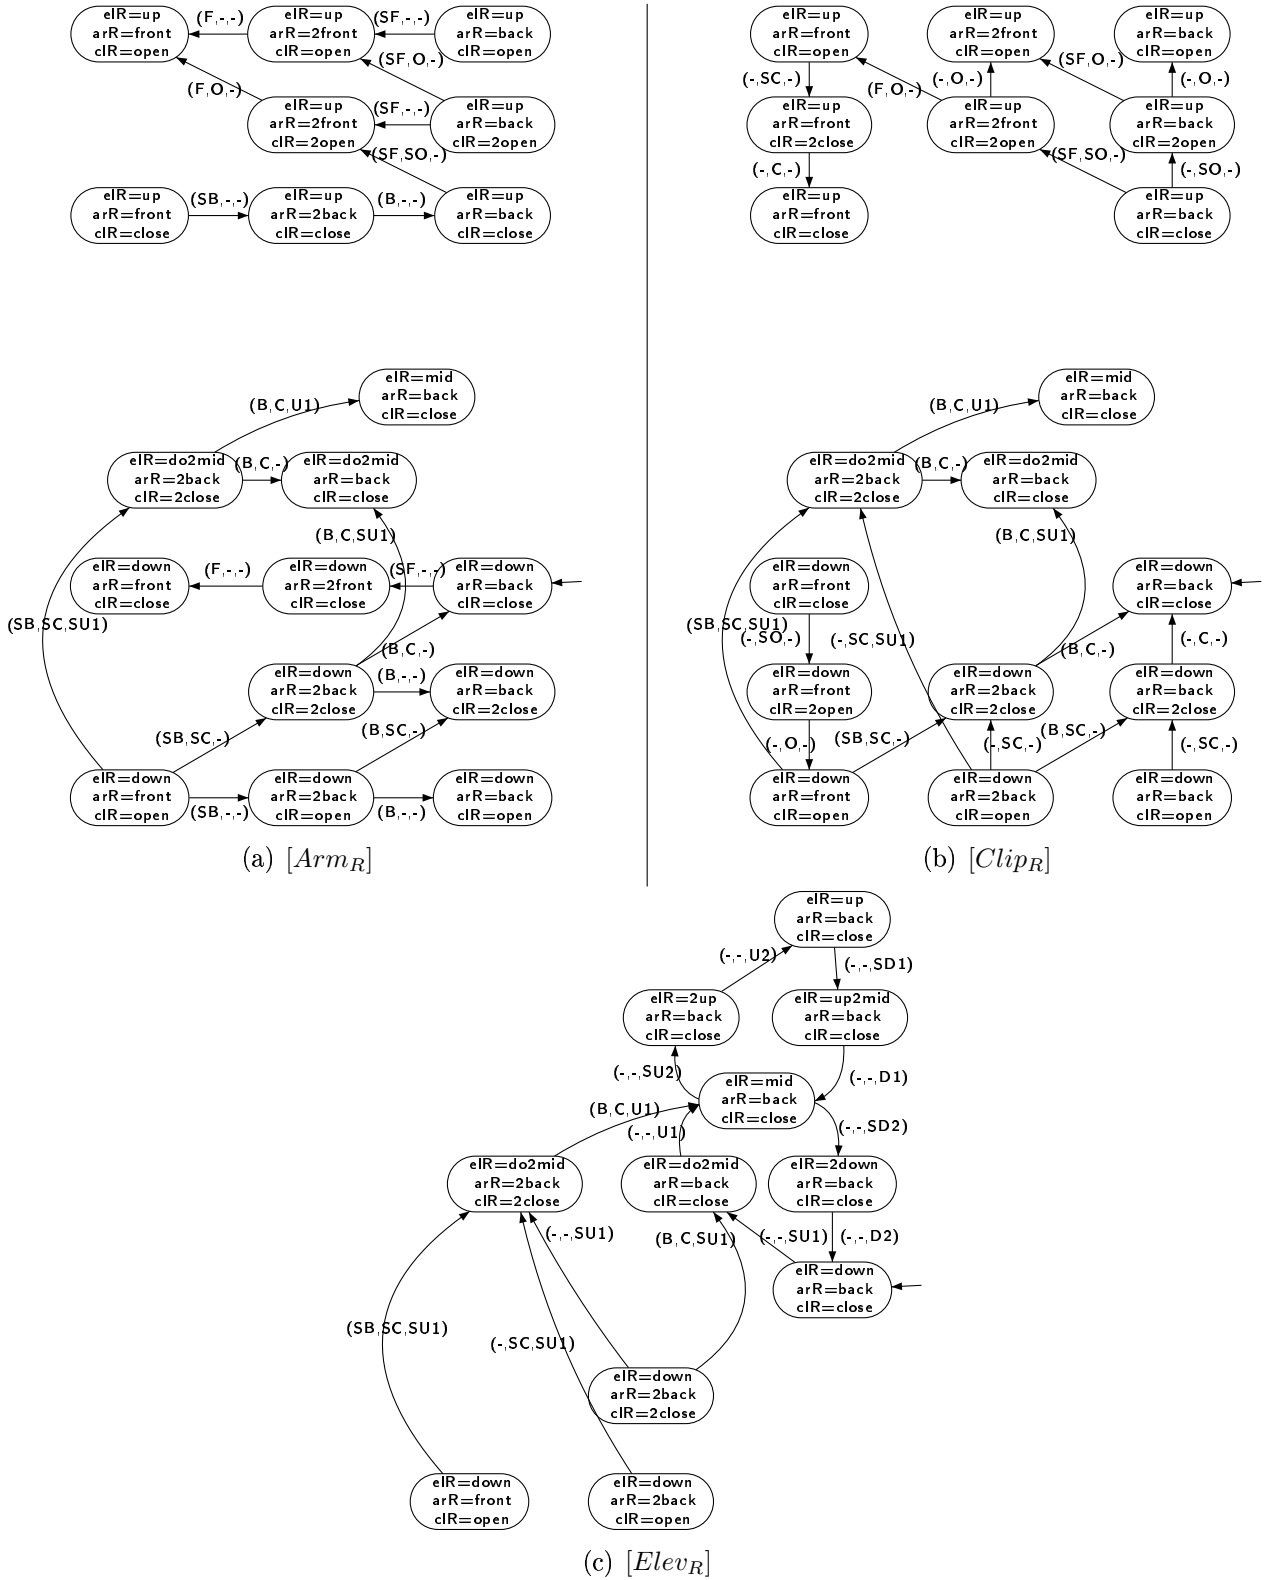 elR=up
arR=front
clR=open
(F,-,-)
elR=up
arR=2front
clR=open
(SF,-,-)
elR=up
arR=back
clR=open
(F,O,-)
(SF,O,-)
elR=up
arR=2front
clR=2open
(SF,-,-)
elR=up
arR=back
clR=2open
(SF,SO,-)
elR=up
arR=front
clR=close
(SB,-,-)
elR=up
arR=2back
clR=close
(B,-,-)
elR=up
arR=back
clR=close
elR=mid
arR=back
clR=close
(B,C,U1)
elR=do2mid
arR=2back
clR=2close
(B,C,-)
elR=do2mid
arR=back
clR=close
(B,C,SU1)
elR=down
arR=front
clR=close
(F,-,-)
elR=down
arR=2front
clR=close
(SF,-,-)
elR=down
arR=back
clR=close
(SB,SC,SU1)
(B,C,-)
elR=down
arR=2back
clR=2close
(B,-,-)
elR=down
arR=back
clR=2close
(SB,SC,-)
(B,SC,-)
elR=down
arR=front
clR=open
(SB,-,-)
elR=down
arR=2back
clR=open
(B,-,-)
elR=down
arR=back
clR=open
(a) [ArmR]
elR=up
arR=front
clR=open
elR=up
arR=2front
clR=open
elR=up
arR=back
clR=open
(-,SC,-)
(F,O,-)
(-,O,-)
(SF,O,-)
(-,O,-)
elR=up
arR=front
clR=2close
elR=up
arR=2front
clR=2open
elR=up
arR=back
clR=2open
(-,C,-)
(SF,SO,-)
(-,SO,-)
elR=up
arR=front
clR=close
elR=up
arR=back
clR=close
elR=mid
arR=back
clR=close
(B,C,U1)
elR=do2mid
arR=2back
clR=2close
(B,C,-)
elR=do2mid
arR=back
clR=close
(B,C,SU1)
elR=down
arR=front
clR=close
elR=down
arR=back
clR=close
(SB,SC,SU1)
(-,SO,-)
(-,SC,SU1)
(B,C,-)
(-,C,-)
elR=down
arR=front
clR=2open
elR=down
arR=2back
clR=2close
elR=down
arR=back
clR=2close
(-,O,-)
(SB,SC,-)
(-,SC,-)
(B,SC,-)
(-,SC,-)
elR=down
arR=front
clR=open
elR=down
arR=2back
clR=open
elR=down
arR=back
clR=open
(b) [ClipR]
elR=up
arR=back
clR=close
(-,-,U2)
(-,-,SD1)
elR=2up
arR=back
clR=close
elR=up2mid
arR=back
clR=close
(-,-,SU2)
(-,-,D1)
elR=mid
arR=back
clR=close
(B,C,U1)
(-,-,U1)
(-,-,SD2)
elR=do2mid
arR=2back
clR=2close
elR=do2mid
arR=back
clR=close
elR=2down
arR=back
clR=close
(-,-,SU1)
(B,C,SU1)
(-,-,SU1)
(-,-,D2)
elR=down
arR=back
clR=close
(SB,SC,SU1)
(-,SC,SU1)
elR=down
arR=2back
clR=2close
elR=down
arR=front
clR=open
elR=down
arR=2back
clR=open
(c) [ElevR]